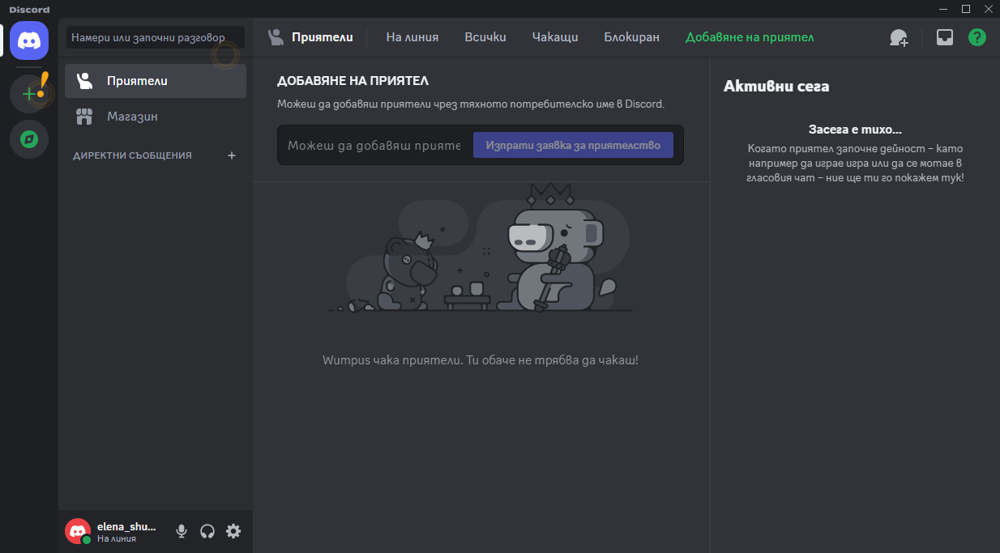 Discord
Намери или започни разговор
Приятели
Магазин
ДИРЕКТНИ СЪОБЩЕНИЯ
elena_shu...
На линия
Приятели
На линия
Всички
Чакащи
Блокиран
Добавяне на приятел
ДОБАВЯНЕ НА ПРИЯТЕЛ
Можеш да добавяш приятели чрез тяхното потребителско име в Discord.
Можеш да добавяш прияте
Изпрати заявка за приятелство
Wumpus чака приятели. Ти обаче не трябва да чакаш!
Активни сега
Засега е тихо...
Когато приятел започне дейност – като
например да играе игра или да се мотае в
гласовия чат – ние ще ти го покажем тук!